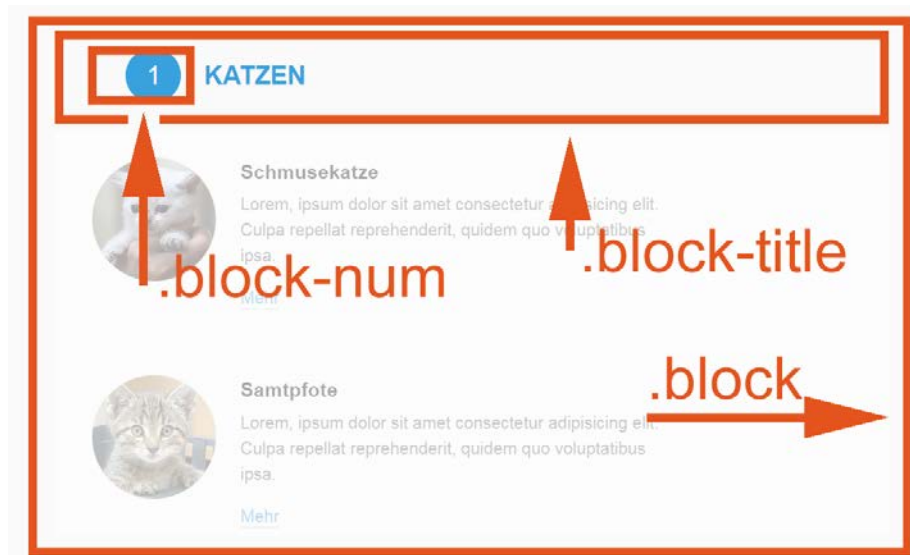 1 KATZEN
Schmusekatze
Lorem, ipsum dolor sit amet consectetur adipisicing elit.
Culpa repellat reprehenderit, quidem quo voluptatibus
ipsa.
.block-title
.block-num
Mehr
.block
Samtpfote
Lorem, ipsum dolor sit amet consectetur adipisicing elit.
Culpa repellat reprehenderit, quidem quo voluptatibus
ipsa.
Mehr